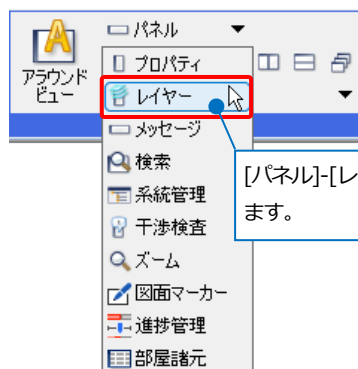 パネル
アラウンド
ビュー
プロパティ
レイヤー
メッセージ
検索
系統管理
干渉検査
ズーム
図面マーカー
進捗管理
部屋諸元
[パネル]-[レ
ます。